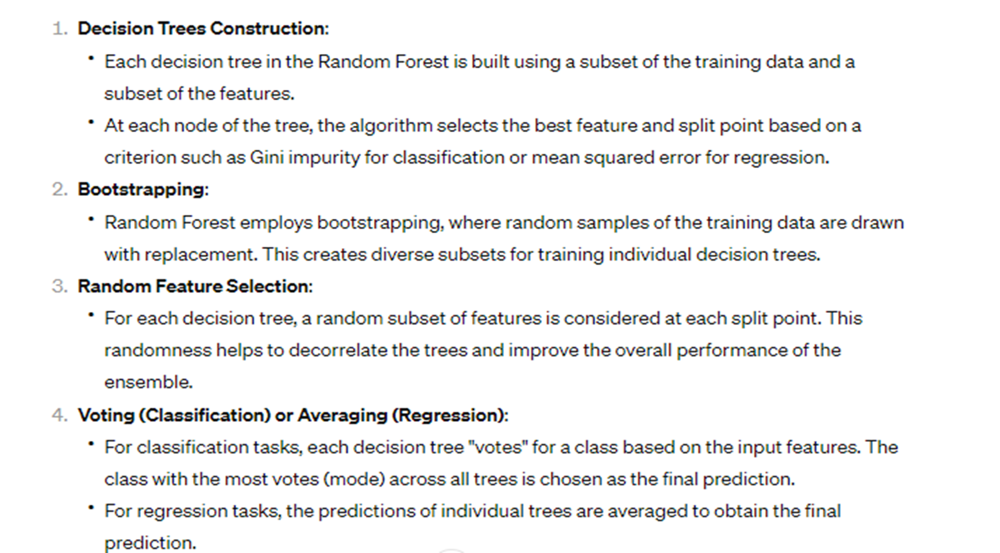 1. Decision Trees Construction:
• Each decision tree in the Random Forest is built using a subset of the training data and a
subset of the features.
• At each node of the tree, the algorithm selects the best feature and split point based on a
criterion such as Gini impurity for classification or mean squared error for regression.
2. Bootstrapping:
• Random Forest employs bootstrapping, where random samples of the training data are drawn
with replacement. This creates diverse subsets for training individual decision trees.
3. Random Feature Selection:
• For each decision tree, a random subset of features is considered at each split point. This
randomness helps to decorrelate the trees and improve the overall performance of the
ensemble.
4. Voting (Classification) or Averaging (Regression):
• For classification tasks, each decision tree "votes" for a class based on the input features. The
class with the most votes (mode) across all trees is chosen as the final prediction.
• For regression tasks, the predictions of individual trees are averaged to obtain the final
prediction.